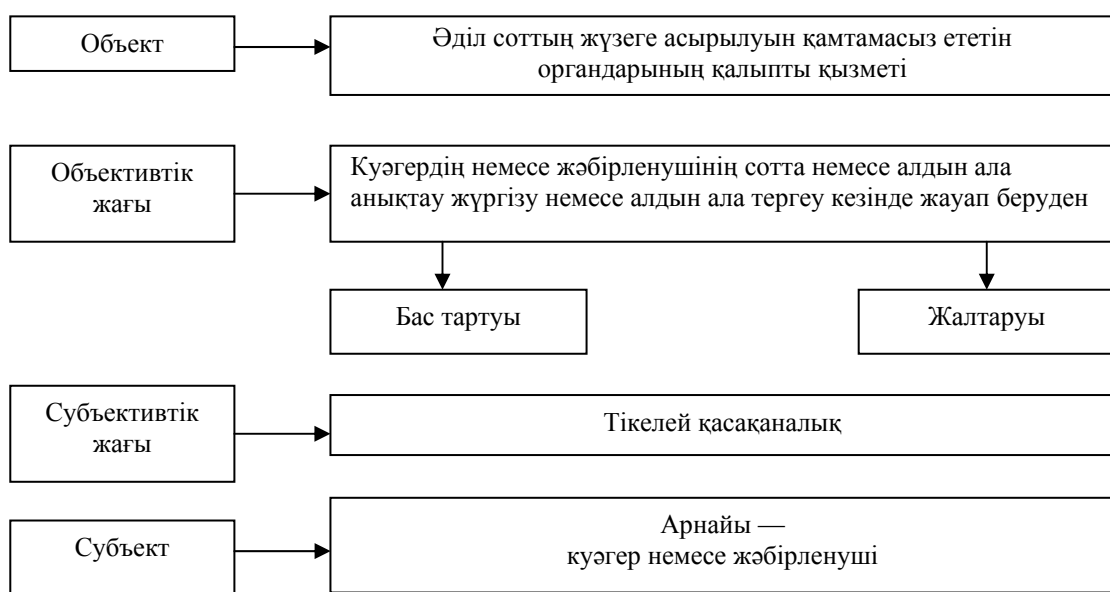 Объект
Әділ соттың жүзеге асырылуын қамтамасыз ететін
органдарының қалыпты қызметі
Объективтік
жағы
Куәгердің немесе жәбірленушінің сотта немесе алдын ала
анықтау жүргізу немесе алдын ала тергеу кезінде жауап беруден
Бас тартуы
Жалтаруы
Субъективтік
жағы
Тікелей қасақаналық
Субъект
Арнайы —
куәгер немесе жәбірленуші